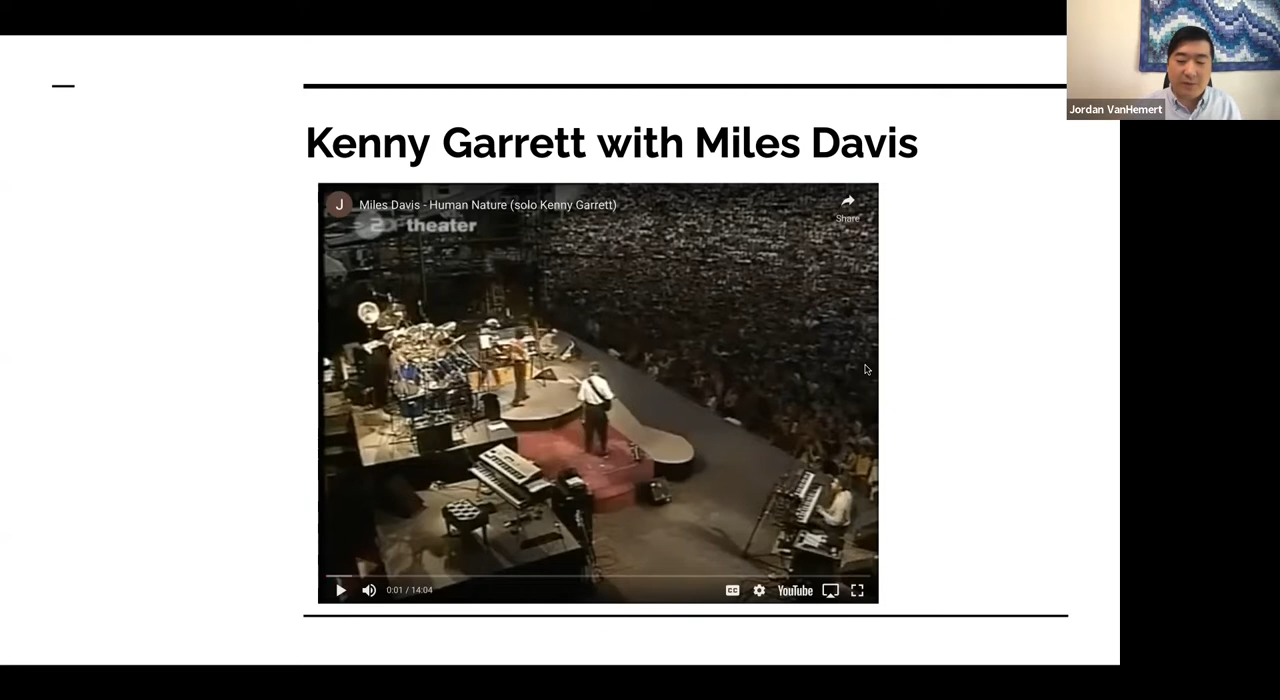 Jordan VanHemert
Kenny Garrett with Miles Davis
J
Miles Davis - Human Nature (solo Kenny Garrett)
Share
theater
0:01 / 14:04
CC
YouTube